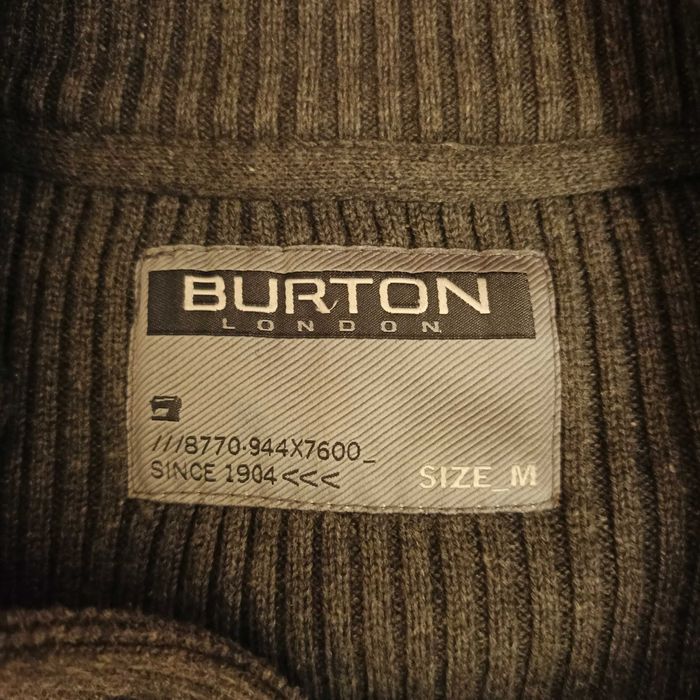 BURTON
LONDON
///8770·944X7600_
SINCE 1904<<<
SIZE_M